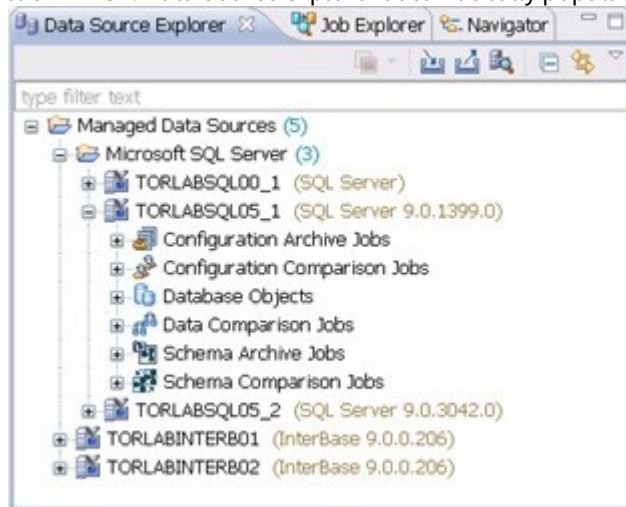 Data Source Explorer Job Explorer Navigator
type filter text
Managed Data Sources (5)
Microsoft SQL Server (3)
TORLABSQL00_1 (SQL Server)
TORLABSQL05_1 (SQL Server 9.0.1399.0)
Configuration Archive Jobs
Configuration Comparison Jobs
Database Objects
Data Comparison Jobs
Schema Archive Jobs
Schema Comparison Jobs
TORLABSQL05_2 (SQL Server 9.0.3042.0)
TORLABINTERB01 (InterBase 9.0.0.206)
TORLABINTERB02 (InterBase 9.0.0.206)